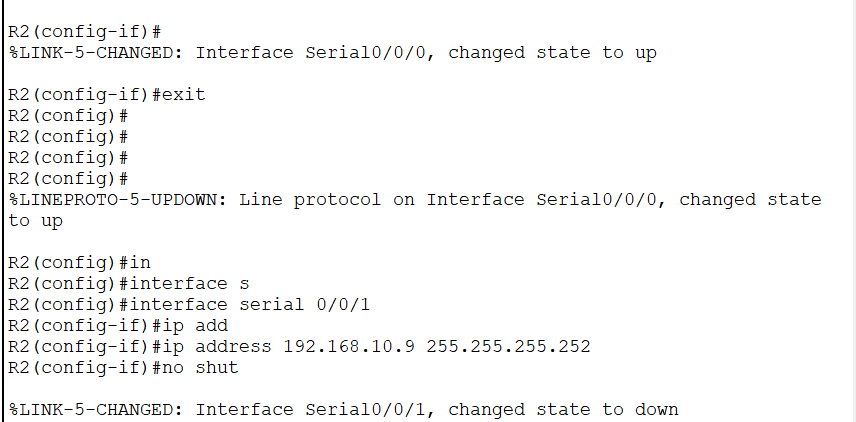 R2(config-if)#
%LINK-5-CHANGED: Interface Serial0/0/0, changed state to up
R2(config-if)#exit
R2(config)#
R2(config)#
R2(config)#
R2(config)#
%LINEPROTO-5-UPDOWN: Line protocol on Interface Serial0/0/0, changed state
to up
R2(config)#in
R2(config)#interface s
R2(config)#interface serial 0/0/1
R2(config-if)#ip add
R2(config-if)#ip address 192.168.10.9 255.255.255.252
R2(config-if)#no shut
%LINK-5-CHANGED: Interface Serial0/0/1, changed state to down